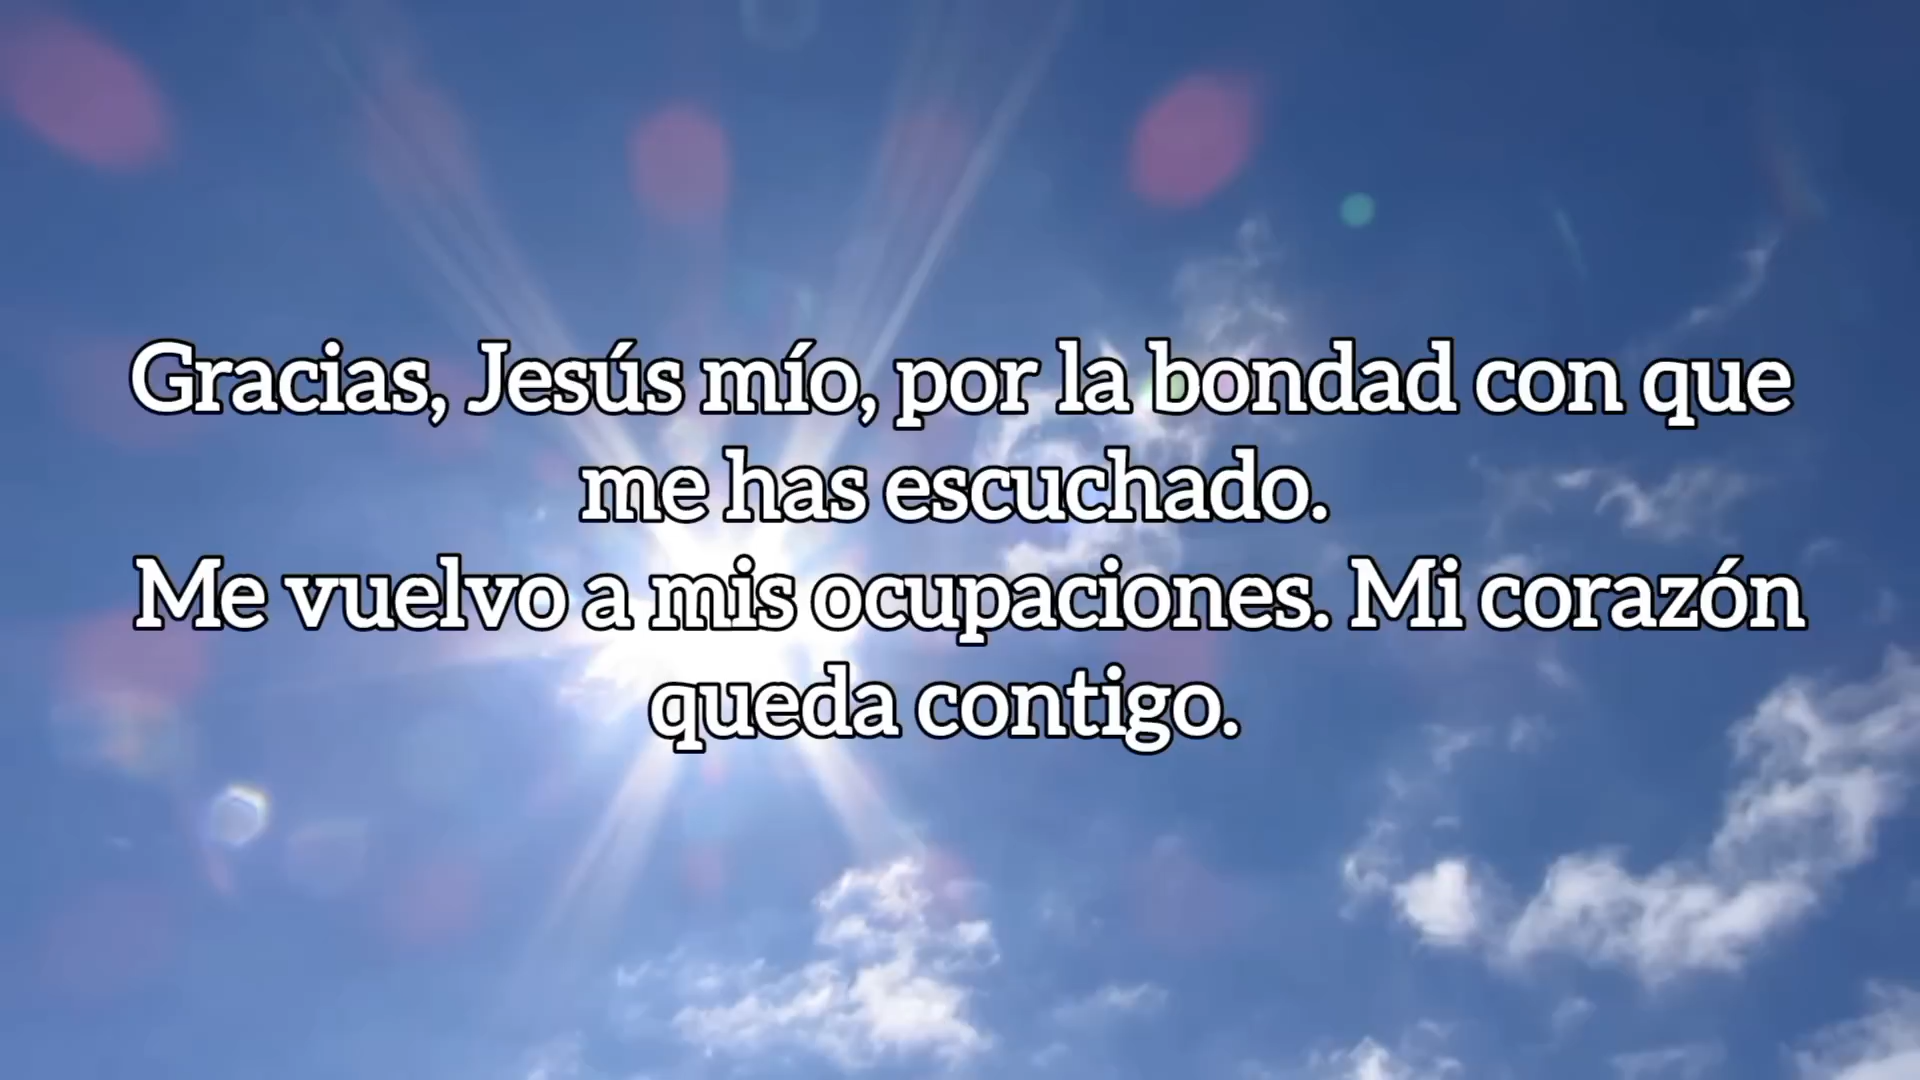 Gracias, Jesús mío, por la bondad con que
me has escuchado.
Me vuelvo a mis ocupaciones. Mi corazón
queda contigo.